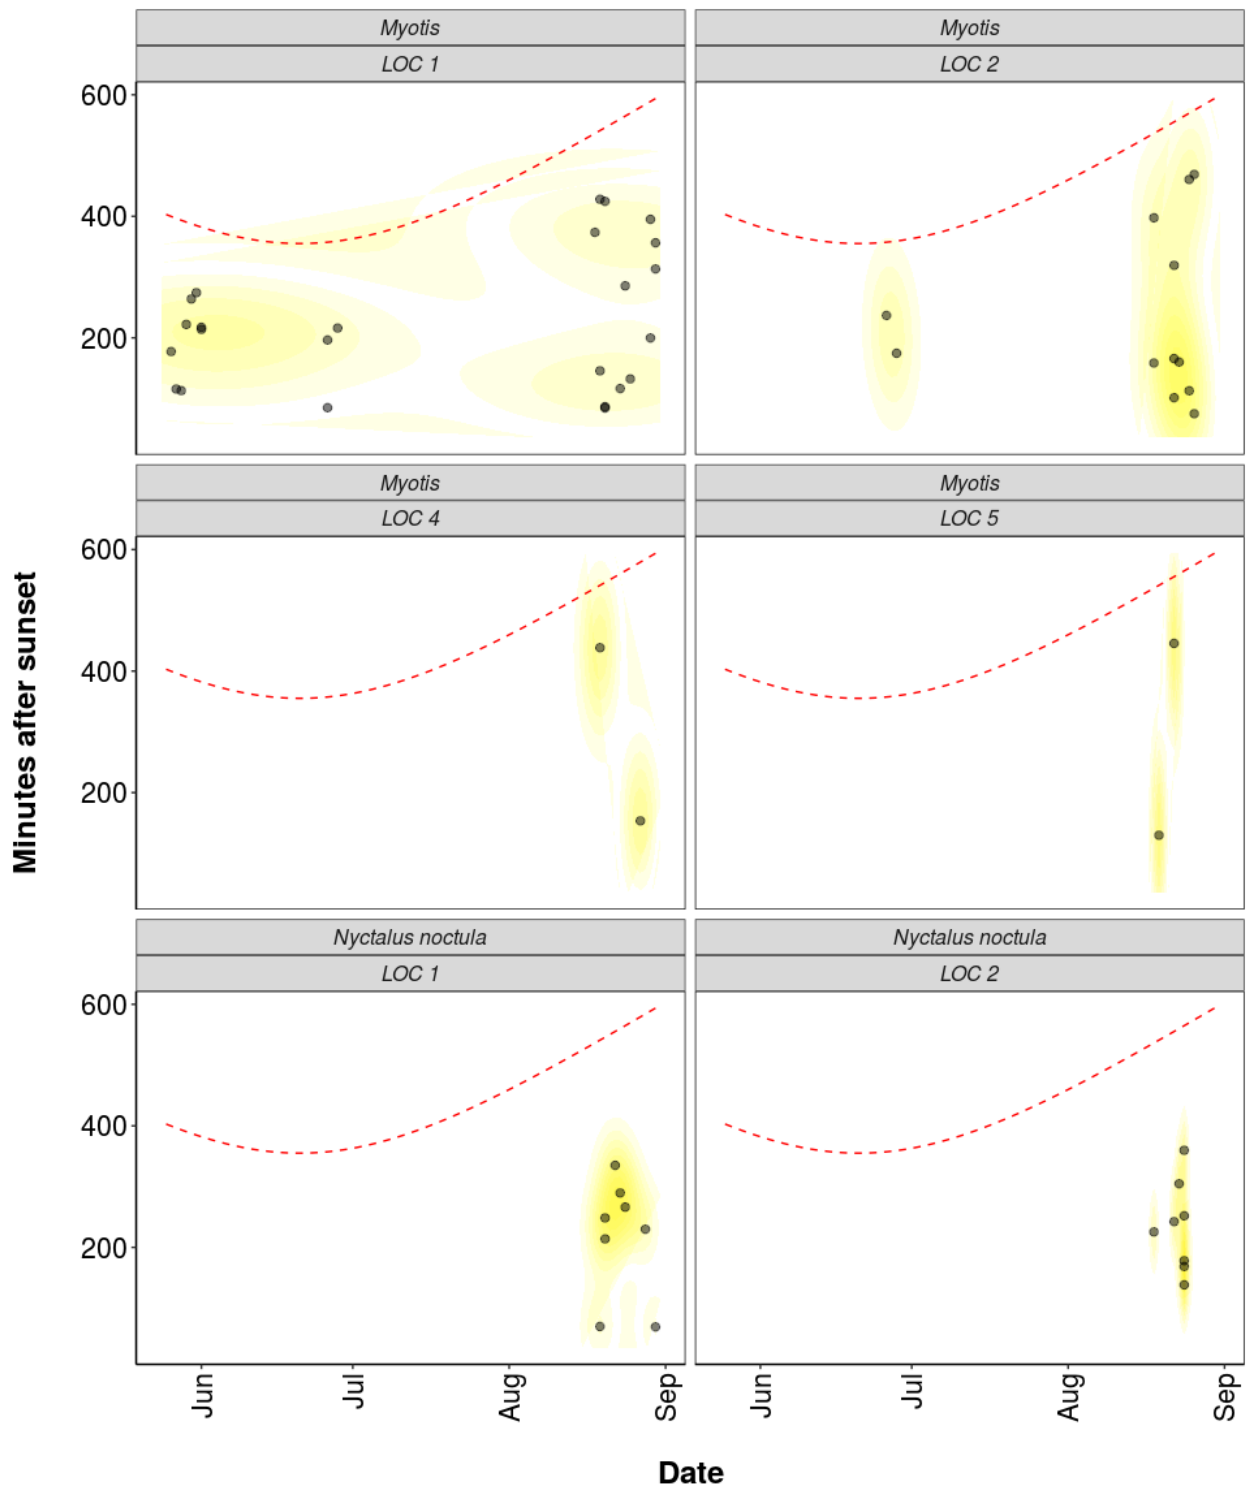 Myotis
Myotis
LOC 1
LOC 2
600
400
200
Myotis
Myotis
LOC 4
LOC 5
600
400
200
Minutes after sunset
Nyctalus noctula
Nyctalus noctula
LOC 1
LOC 2
600
400
200
Jun
Jul
Aug
Sep
Jun
Jul
Aug
Sep
Date